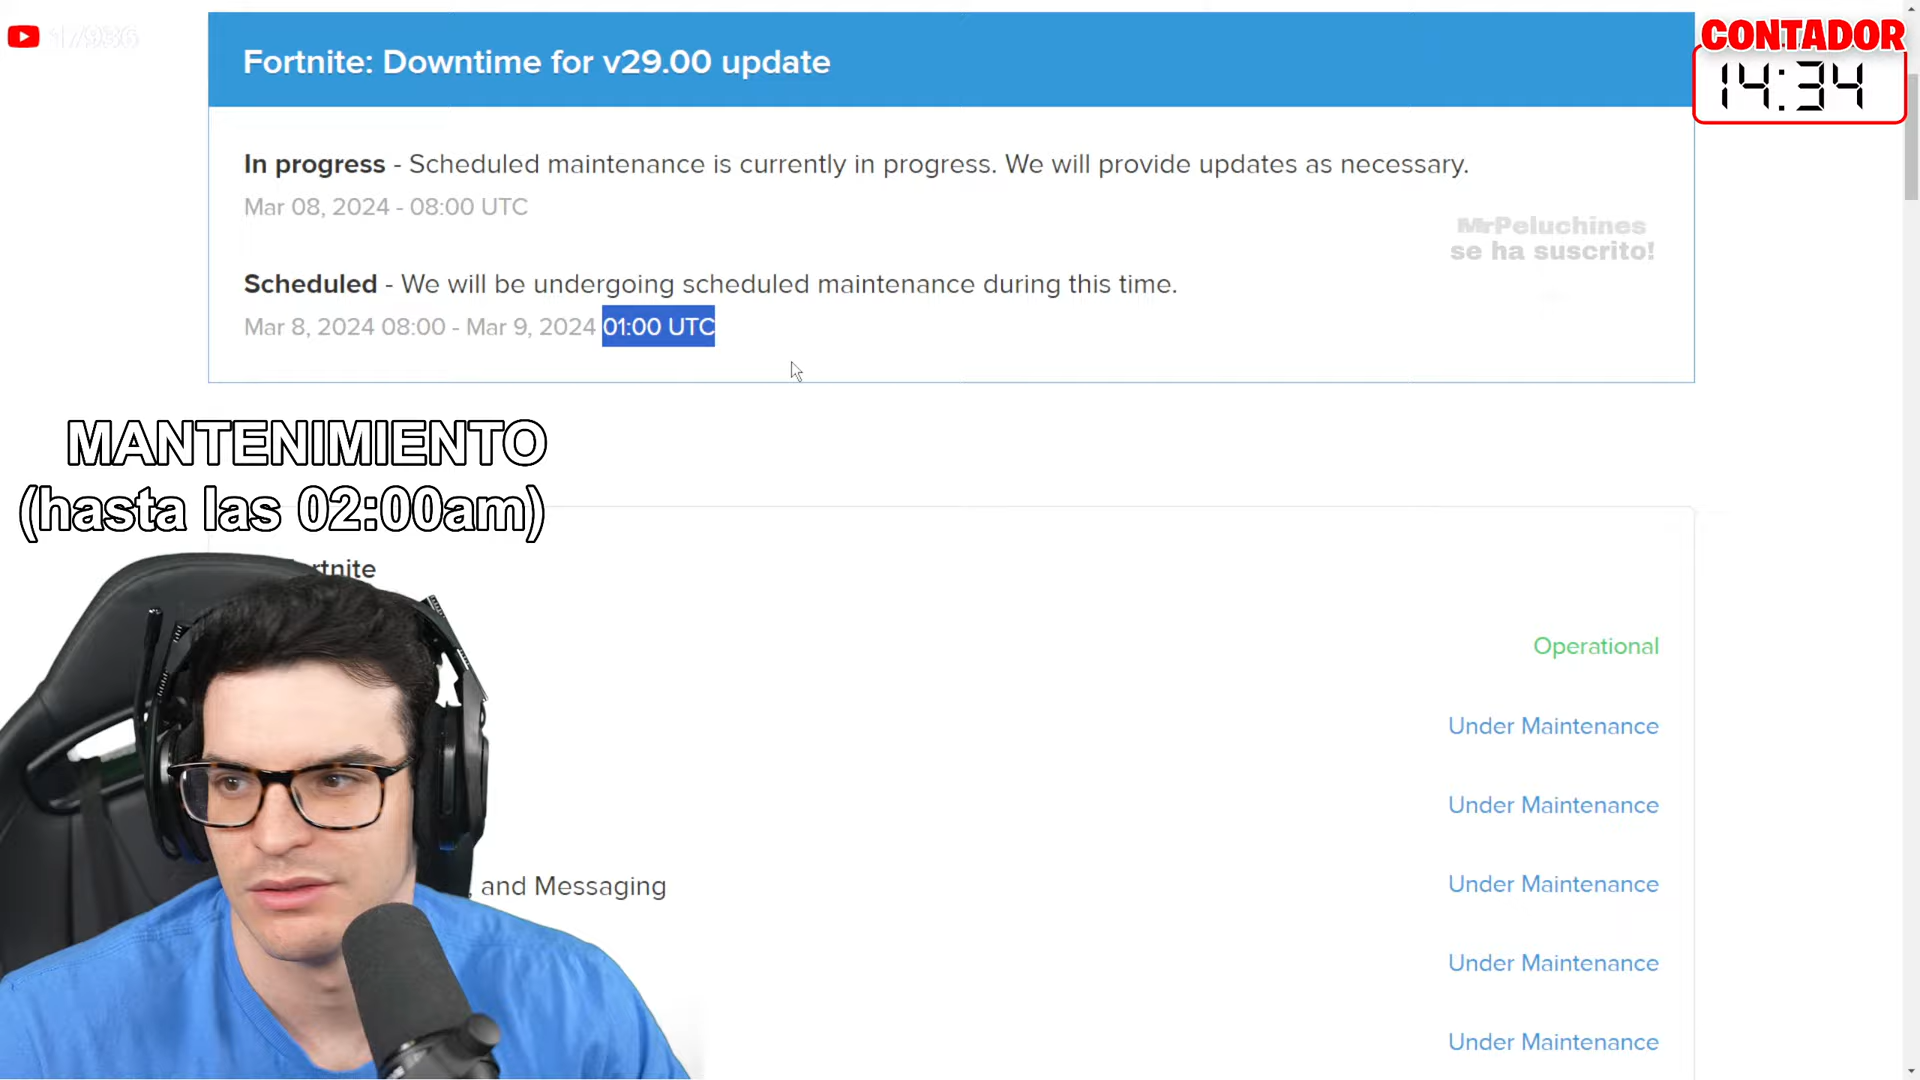 CONTADOR
14:34
Fortnite: Downtime for v29.00 update
In progress - Scheduled maintenance is currently in progress. We will provide updates as necessary.
Mar 08, 2024 - 08:00 UTC
MrPeluchines
se ha suscrito!
Scheduled - We will be undergoing scheduled maintenance during this time.
Mar 8, 2024 08:00 - Mar 9, 2024 01:00 UTC
MANTENIMIENTO
(hasta las 02:00am)
rtnite
Operational
Under Maintenance
Under Maintenance
, and Messaging
Under Maintenance
Under Maintenance
Under Maintenance